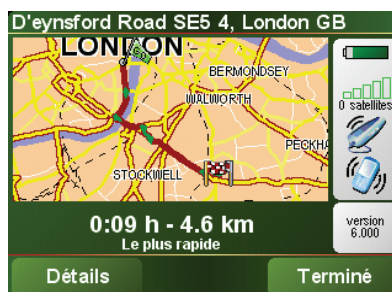 D'eynsford Road SE5 4, London GB
LONDON
BERMONDSEY
WALWORTH
0 satellites
STOCKWELL
0:09 h - 4.6 km
Le plus rapide
version
6.000
Détails
Terminé